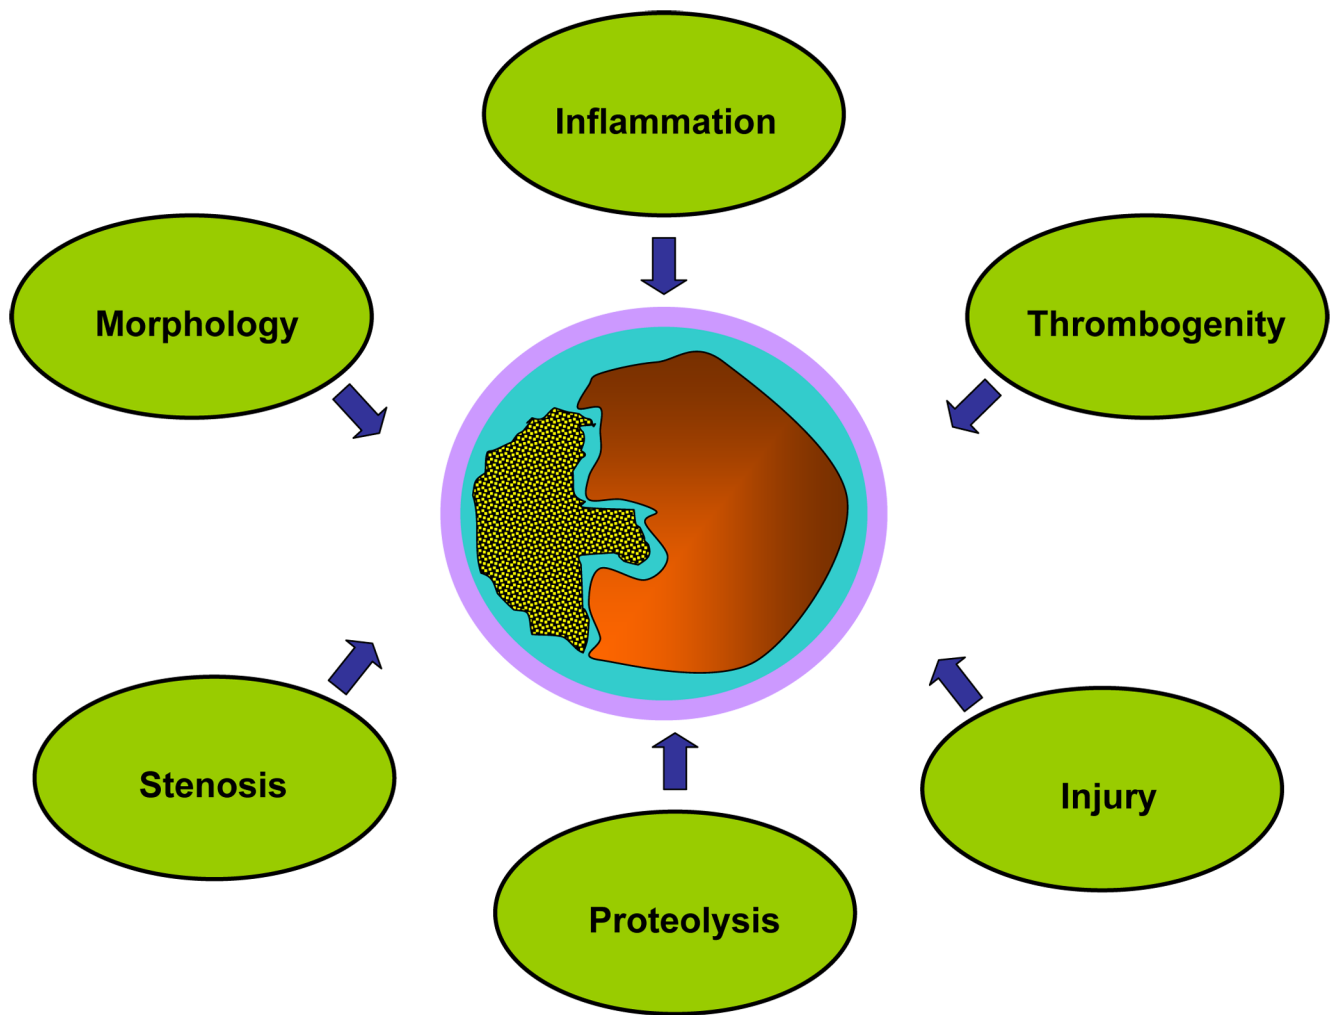 Inflammation
Morphology
Thrombogenity
Stenosis
Injury
Proteolysis